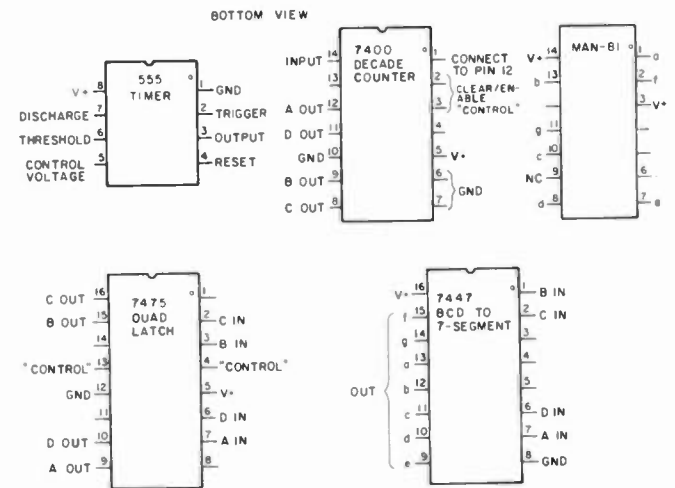 BOTTOM VIEW
555
TIMER
V+ 8
DISCHARGE 7
THRESHOLD 6
CONTROL
VOLTAGE 5
1 GND
2 TRIGGER
3 OUTPUT
4 RESET
7400
DECADE
COUNTER
INPUT 14
13
A OUT 12
D OUT 11
GND 10
B OUT 9
C OUT 8
1 CONNECT
TO PIN 12
2
3
CLEAR/EN-
ABLE
"CONTROL"
4
5 V+
6
7
GND
MAN-81
V+ 14
b 13
g 11
c 10
NC 9
d 8
1 a
2 f
3 V+
6
7 e
7475
QUAD
LATCH
C OUT 16
B OUT 15
14
"CONTROL" 13
GND 12
11
D OUT 10
A OUT 9
1
2 C IN
3 B IN
4 "CONTROL"
5 V+
6 D IN
7 A IN
8
7447
BCD TO
7-SEGMENT
V+ 16
f 15
g 14
a 13
b 12
c 11
d 10
e 9
OUT
1 B IN
2 C IN
3
4
5
6 D IN
7 A IN
8 GND